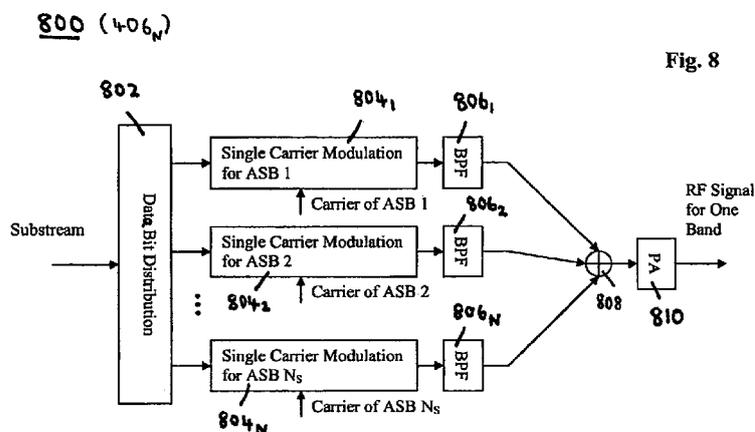 800 (406N)
Fig. 8
802
804₁
806₁
Single Carrier Modulation
for ASB 1
BPF
Carrier of ASB 1
RF Signal
for One
Band
Substream
Data Bit Distribution
806₂
Single Carrier Modulation
for ASB 2
BPF
PA
808
810
804₂
Carrier of ASB 2
...
806N
Single Carrier Modulation
for ASB Ns
BPF
804N
Carrier of ASB Ns